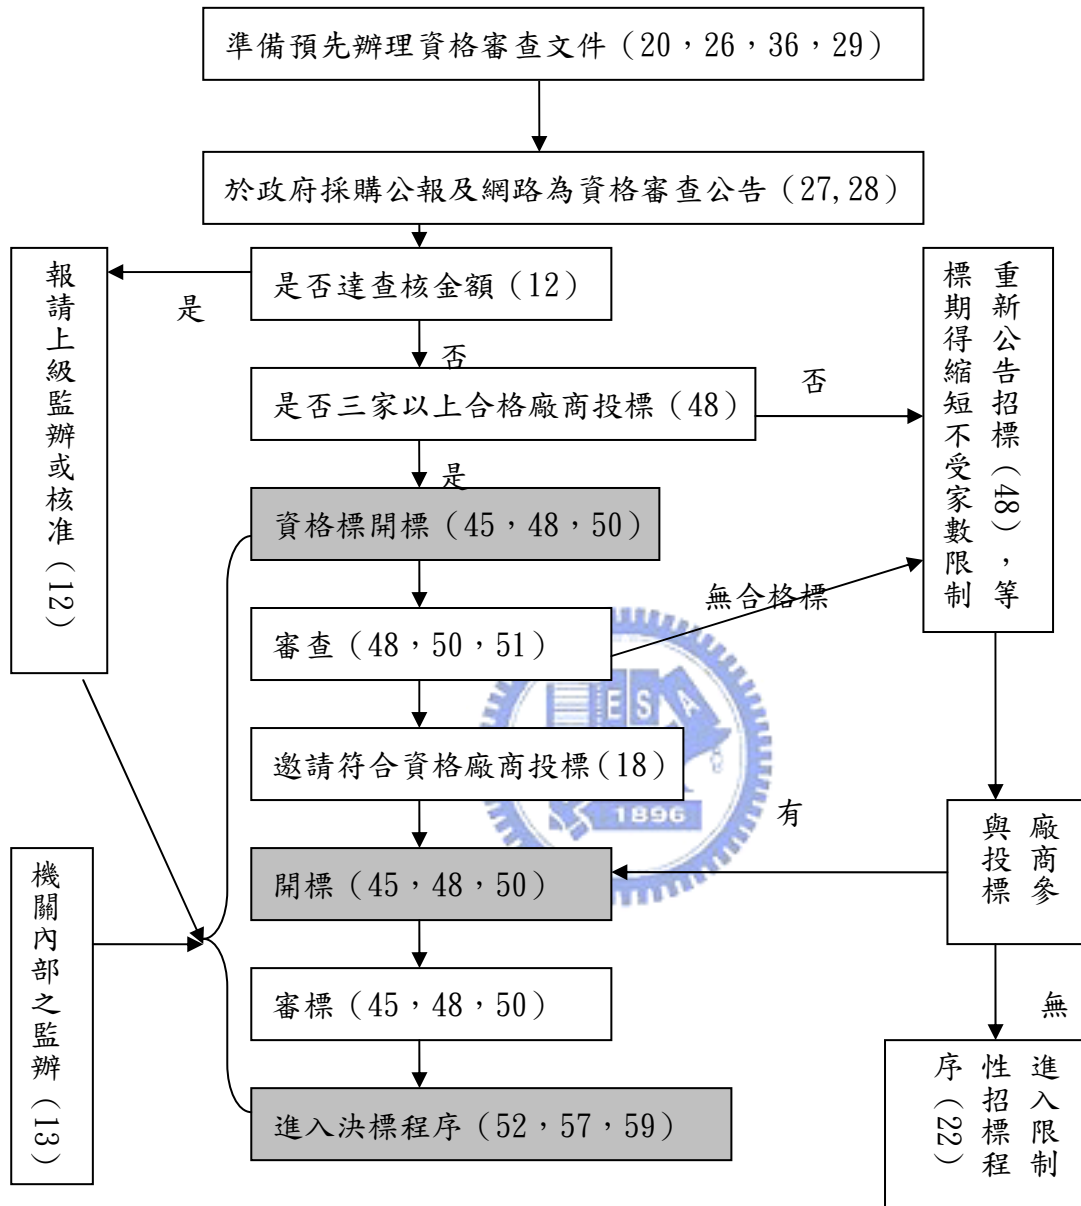 準備預先辦理資格審查文件（20，26，36，29）
於政府採購公報及網路為資格審查公告（27,28）
是否達查核金額（12）
是
報請上級監辦或核准（12）
否
是否三家以上合格廠商投標（48）
否
重新公告招標（48），等
標期得縮短不受家數限制
是
資格標開標（45，48，50）
無合格標
審查（48，50，51）
邀請符合資格廠商投標（18）
ESA
1896
有
廠商參
與投標
開標（45，48，50）
機關內部之監辦（13）
審標（45，48，50）
無
進入限制
性招標程
序（22）
進入決標程序（52，57，59）